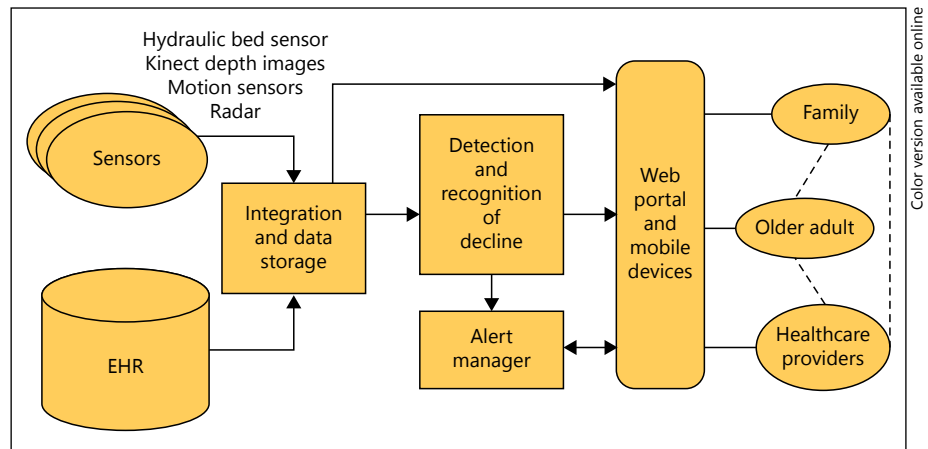 Hydraulic bed sensor
Kinect depth images
Motion sensors
Radar
Sensors
EHR
Integration
and data
storage
Detection
and
recognition
of
decline
Alert
manager
Web
portal
and
mobile
devices
Family
Older adult
Healthcare
providers
Color version available online